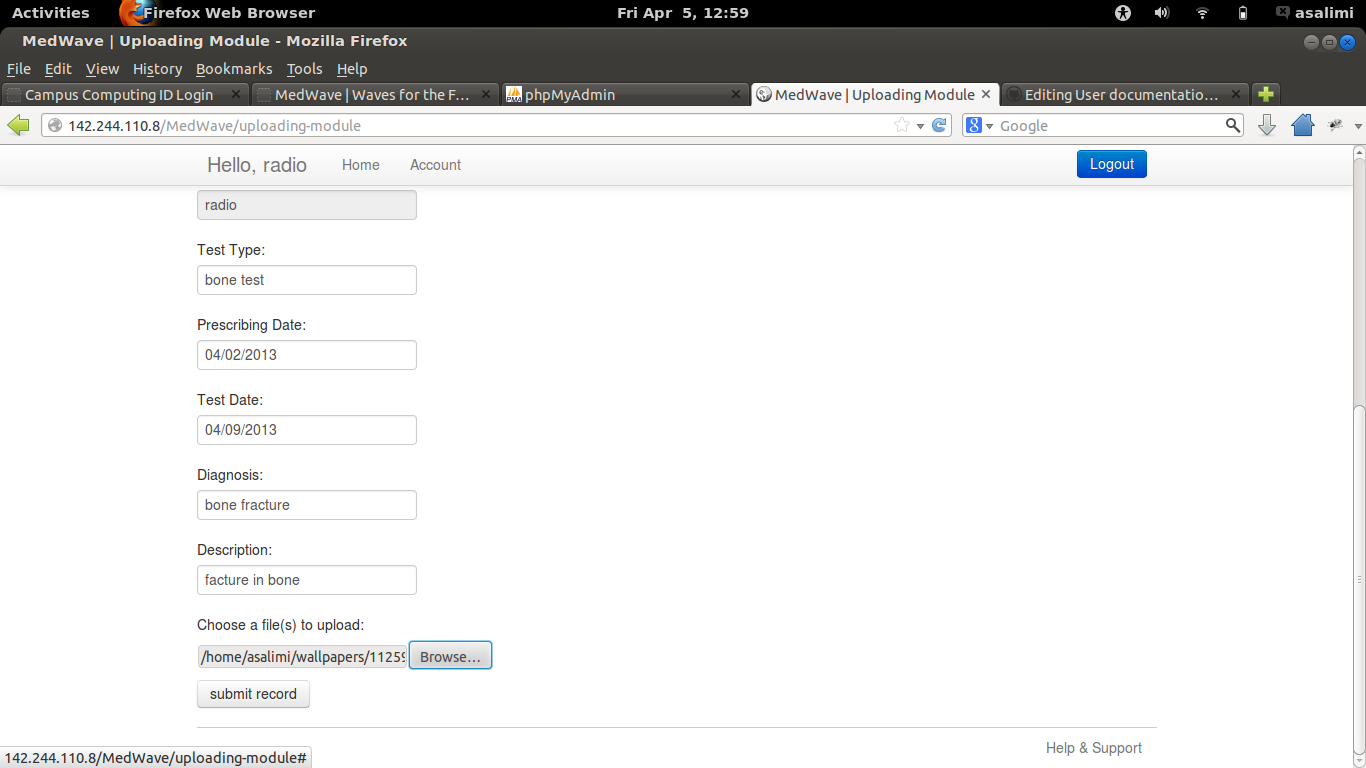 Activities Firefox Web Browser Fri Apr 5, 12:59 asalimi
MedWave | Uploading Module - Mozilla Firefox
File Edit View History Bookmarks Tools Help
Campus Computing ID Login MedWave | Waves for the F... phpMyAdmin MedWave | Uploading Module Editing User documentatio...
142.244.110.8/MedWave/uploading-module Google
Hello, radio Home Account Logout
radio
Test Type:
bone test
Prescribing Date:
04/02/2013
Test Date:
04/09/2013
Diagnosis:
bone fracture
Description:
facture in bone
Choose a file(s) to upload:
/home/asalimi/wallpapers/11259 Browse...
submit record
Help & Support
142.244.110.8/MedWave/uploading-module#